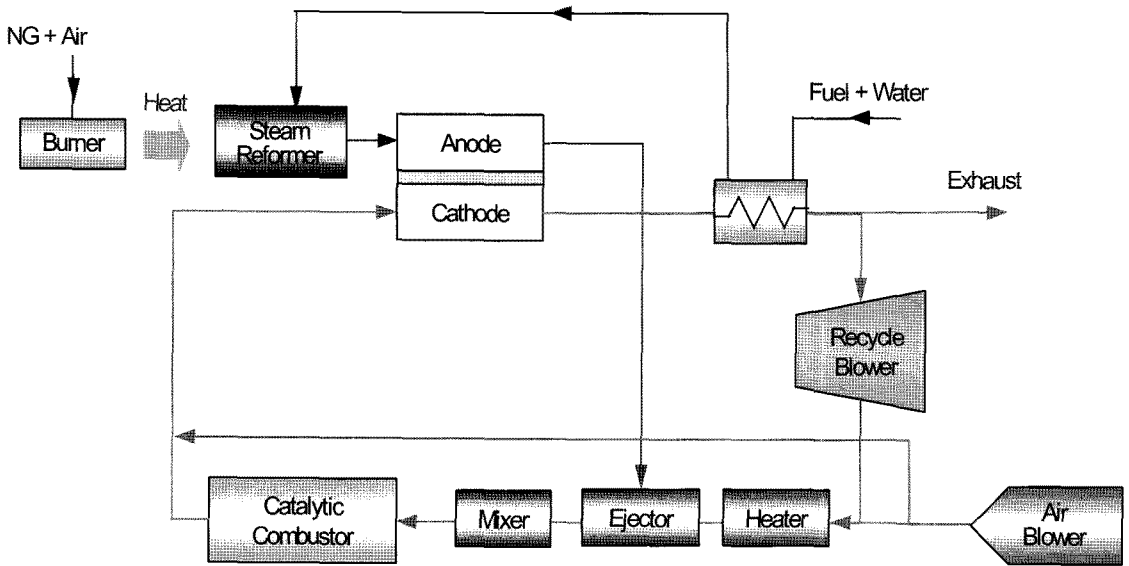 NG + Air
Heat
Burner
Steam
Reformer
Anode
Cathode
Fuel + Water
Exhaust
Recycle
Blower
Catalytic
Combustor
Mixer
Ejector
Heater
Air
Blower